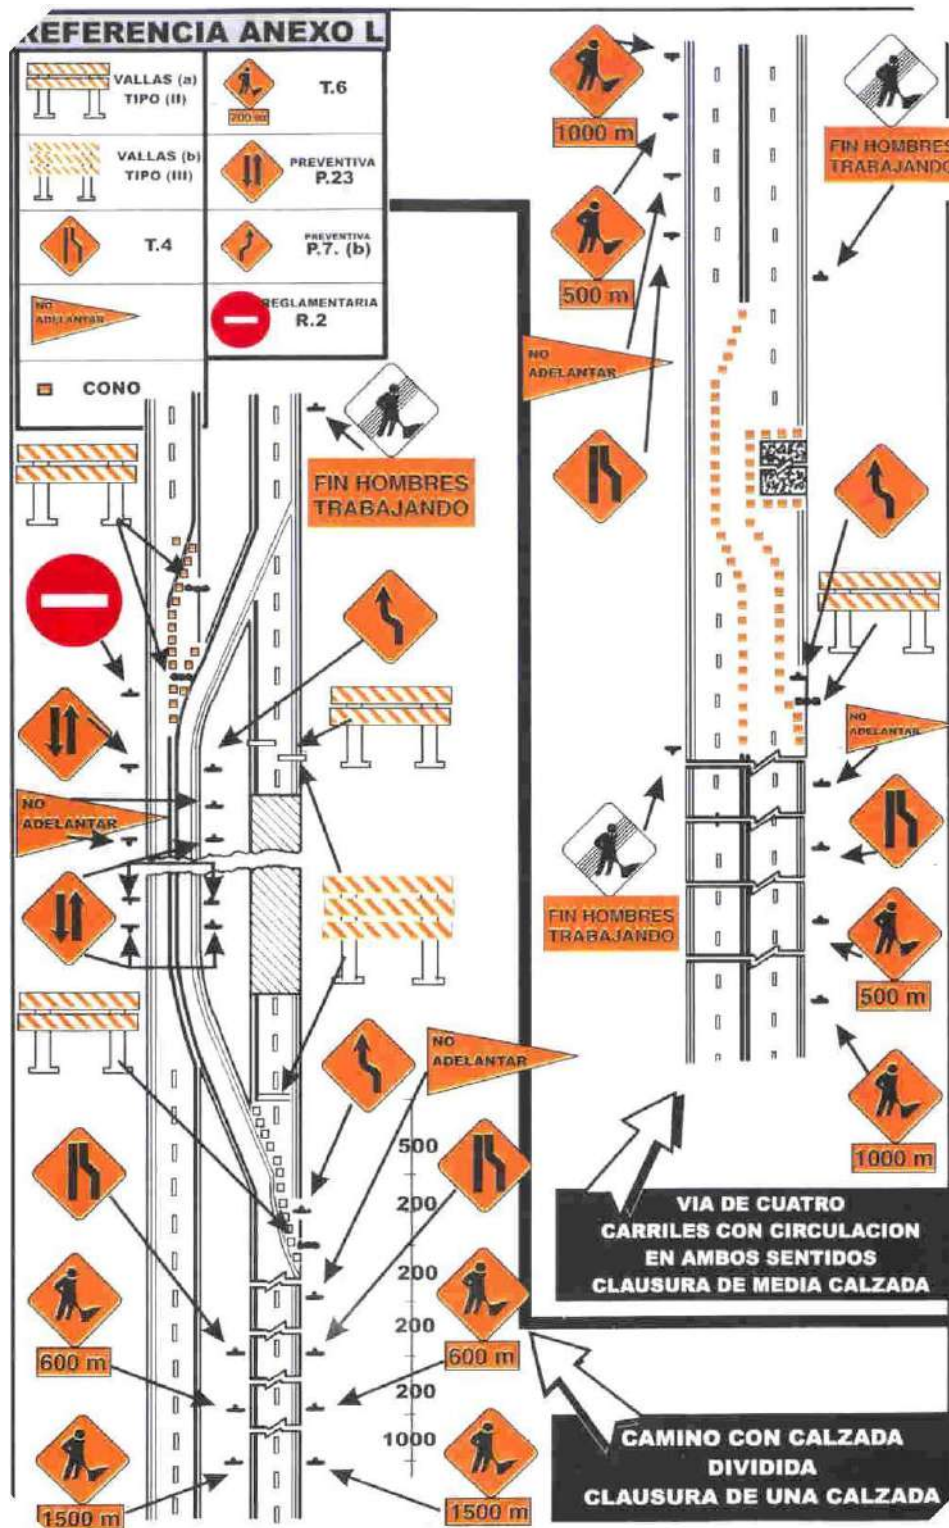 REFERENCIA ANEXO L
VALLAS (a)
TIPO (II)
200 m
T.6
VALLAS (b)
TIPO (III)
PREVENTIVA
P.23
T.4
PREVENTIVA
P.7. (b)
NO
ADELANTAR
REGLAMENTARIA
R.2
CONO
FIN HOMBRES
TRABAJANDO
NO
ADELANTAR
NO
ADELANTAR
500
200
200
200
200
1000
600 m
600 m
1500 m
1500 m
1000 m
500 m
FIN HOMBRES
TRABAJANDO
NO
ADELANTAR
NO
ADELANTAR
FIN HOMBRES
TRABAJANDO
500 m
1000 m
VIA DE CUATRO
CARRILES CON CIRCULACION
EN AMBOS SENTIDOS
CLAUSURA DE MEDIA CALZADA
CAMINO CON CALZADA
DIVIDIDA
CLAUSURA DE UNA CALZADA